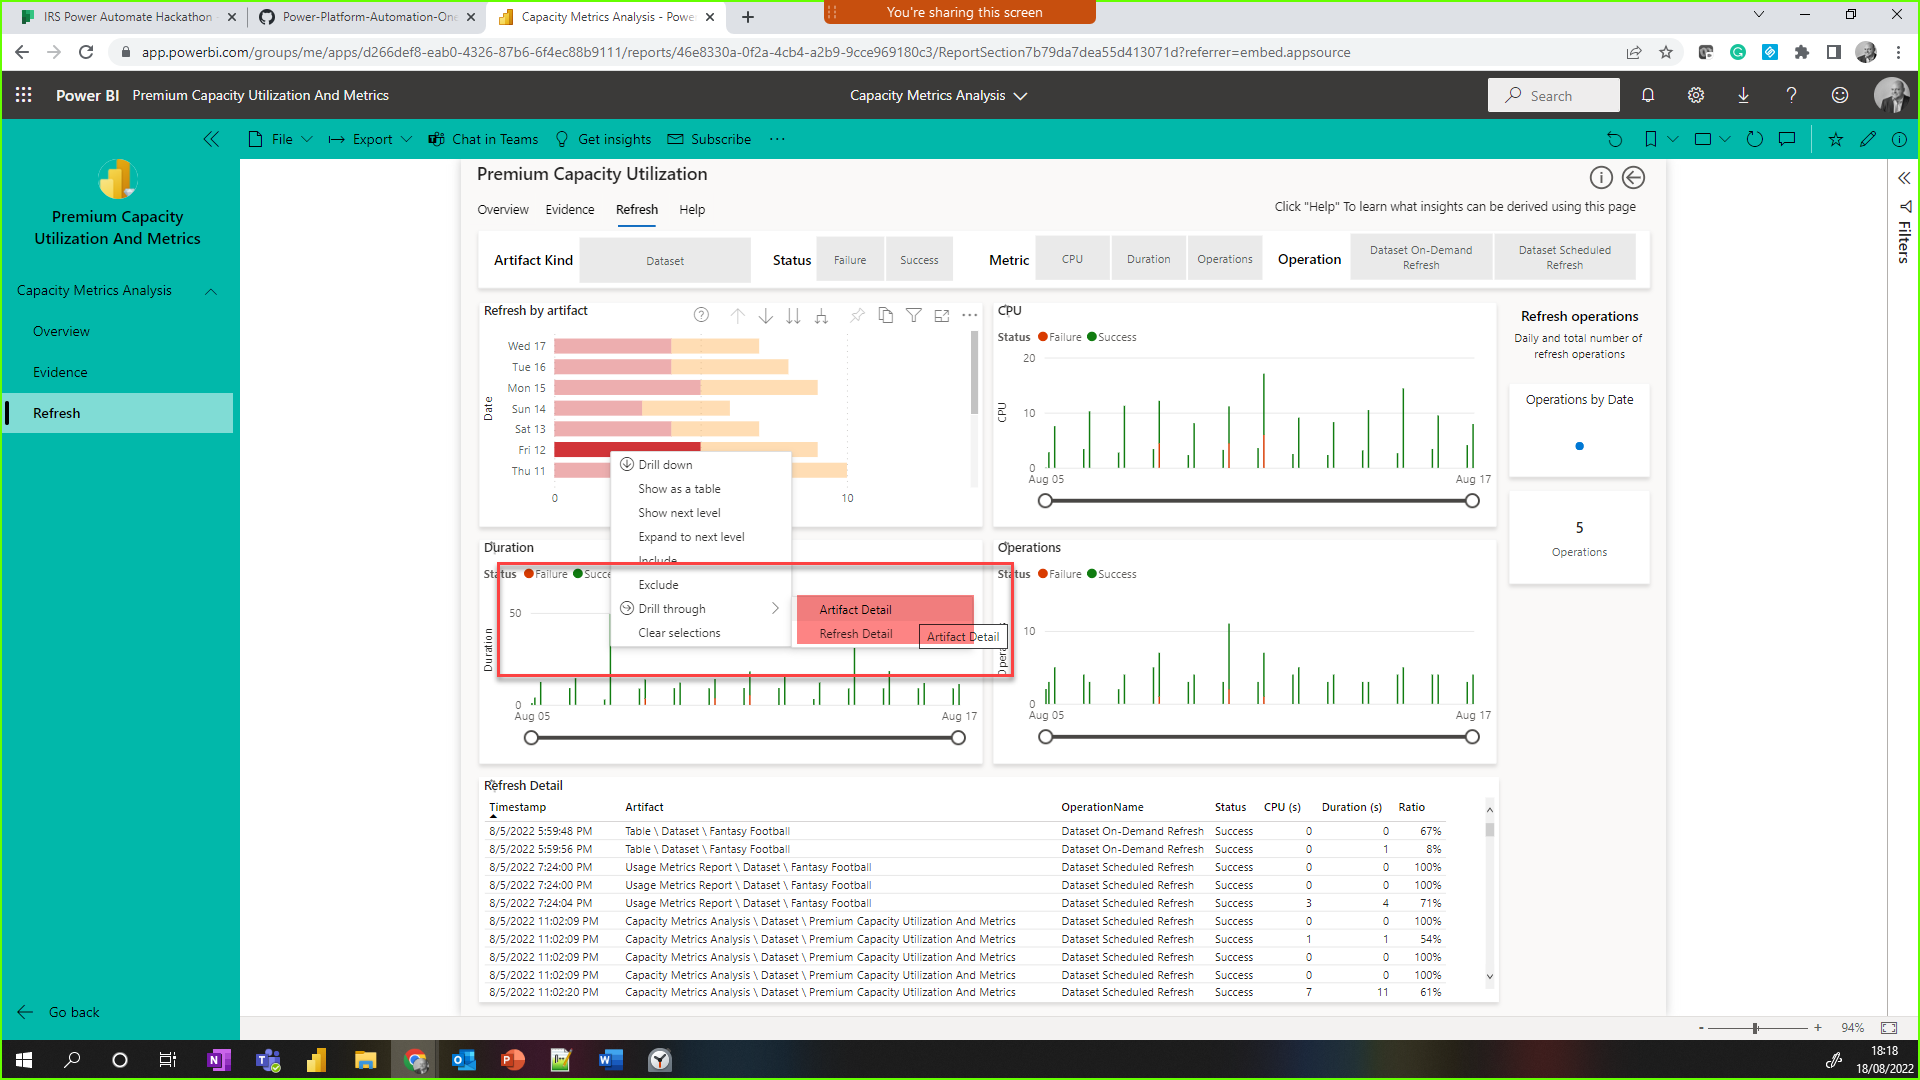 IRS Power Automate Hackathon
Power-Platform-Automation-One
Capacity Metrics Analysis - Powe
You're sharing this screen
app.powerbi.com/groups/me/apps/d266def8-eab0-4326-87b6-6f4ec88b9111/reports/46e8330a-0f2a-4cb4-a2b9-9cce969180c3/ReportSection7b79da7dea55d413071d?referrer=embed.appsource
Power BI Premium Capacity Utilization And Metrics
Capacity Metrics Analysis
Search
File Export Chat in Teams Get insights Subscribe
Premium Capacity
Utilization And Metrics
Capacity Metrics Analysis
Overview
Evidence
Refresh
Go back
Premium Capacity Utilization
Overview Evidence Refresh Help
Click "Help" To learn what insights can be derived using this page
Artifact Kind Dataset Status Failure Success Metric CPU Duration Operations Operation
Dataset On-Demand
Refresh
Dataset Scheduled
Refresh
Filters
Refresh by artifact
Date
Wed 17
Tue 16
Mon 15
Sun 14
Sat 13
Fri 12
Thu 11
0 10
Drill down
Show as a table
Show next level
Expand to next level
Include
Exclude
Drill through
Clear selections
Artifact Detail
Refresh Detail
Artifact Detail
CPU
Status Failure Success
CPU
20
10
0
Aug 05 Aug 17
Refresh operations
Daily and total number of
refresh operations
Operations by Date
5
Operations
Duration
Status Failure Succe
Duration
50
0
Aug 05 Aug 17
Operations
Status Failure Success
10
0
Aug 05 Aug 17
Refresh Detail
Timestamp Artifact OperationName Status CPU (s) Duration (s) Ratio
8/5/2022 5:59:48 PM Table \ Dataset \ Fantasy Football Dataset On-Demand Refresh Success 0 0 67%
8/5/2022 5:59:56 PM Table \ Dataset \ Fantasy Football Dataset On-Demand Refresh Success 0 1 8%
8/5/2022 7:24:00 PM Usage Metrics Report \ Dataset \ Fantasy Football Dataset Scheduled Refresh Success 0 0 100%
8/5/2022 7:24:00 PM Usage Metrics Report \ Dataset \ Fantasy Football Dataset Scheduled Refresh Success 0 0 100%
8/5/2022 7:24:04 PM Usage Metrics Report \ Dataset \ Fantasy Football Dataset Scheduled Refresh Success 3 4 71%
8/5/2022 11:02:09 PM Capacity Metrics Analysis \ Dataset \ Premium Capacity Utilization And Metrics Dataset Scheduled Refresh Success 0 0 100%
8/5/2022 11:02:09 PM Capacity Metrics Analysis \ Dataset \ Premium Capacity Utilization And Metrics Dataset Scheduled Refresh Success 1 1 54%
8/5/2022 11:02:09 PM Capacity Metrics Analysis \ Dataset \ Premium Capacity Utilization And Metrics Dataset Scheduled Refresh Success 0 0 100%
8/5/2022 11:02:09 PM Capacity Metrics Analysis \ Dataset \ Premium Capacity Utilization And Metrics Dataset Scheduled Refresh Success 0 0 100%
8/5/2022 11:02:20 PM Capacity Metrics Analysis \ Dataset \ Premium Capacity Utilization And Metrics Dataset Scheduled Refresh Success 7 11 61%
- + 94%
18:18
18/08/2022